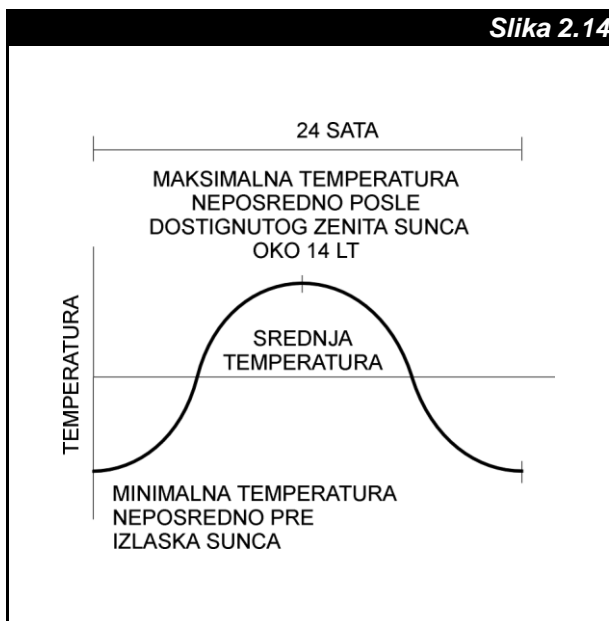 Slika 2.14
24 SATA
MAKSIMALNA TEMPERATURA
NEPOSREDNO POSLE
DOSTIGNUTOG ZENITA SUNCA
OKO 14 LT
TEMPERATURA
SREDNJA
TEMPERATURA
MINIMALNA TEMPERATURA
NEPOSREDNO PRE
IZLASKA SUNCA